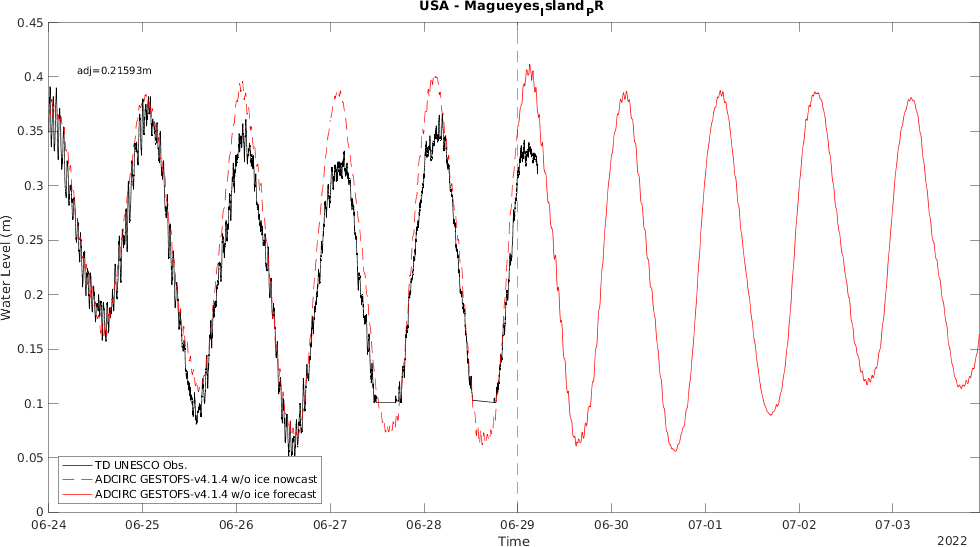 USA - Magueyes_Island_PR
0.45
0.4
0.35
0.3
0.25
0.2
0.15
0.1
0.05
0
Water Level (m)
adj=0.21593m
TD UNESCO Obs.
ADCIRC GESTOFS-v4.1.4 w/o ice nowcast
ADCIRC GESTOFS-v4.1.4 w/o ice forecast
06-24 06-25 06-26 06-27 06-28 06-29 06-30 07-01 07-02 07-03
Time
2022